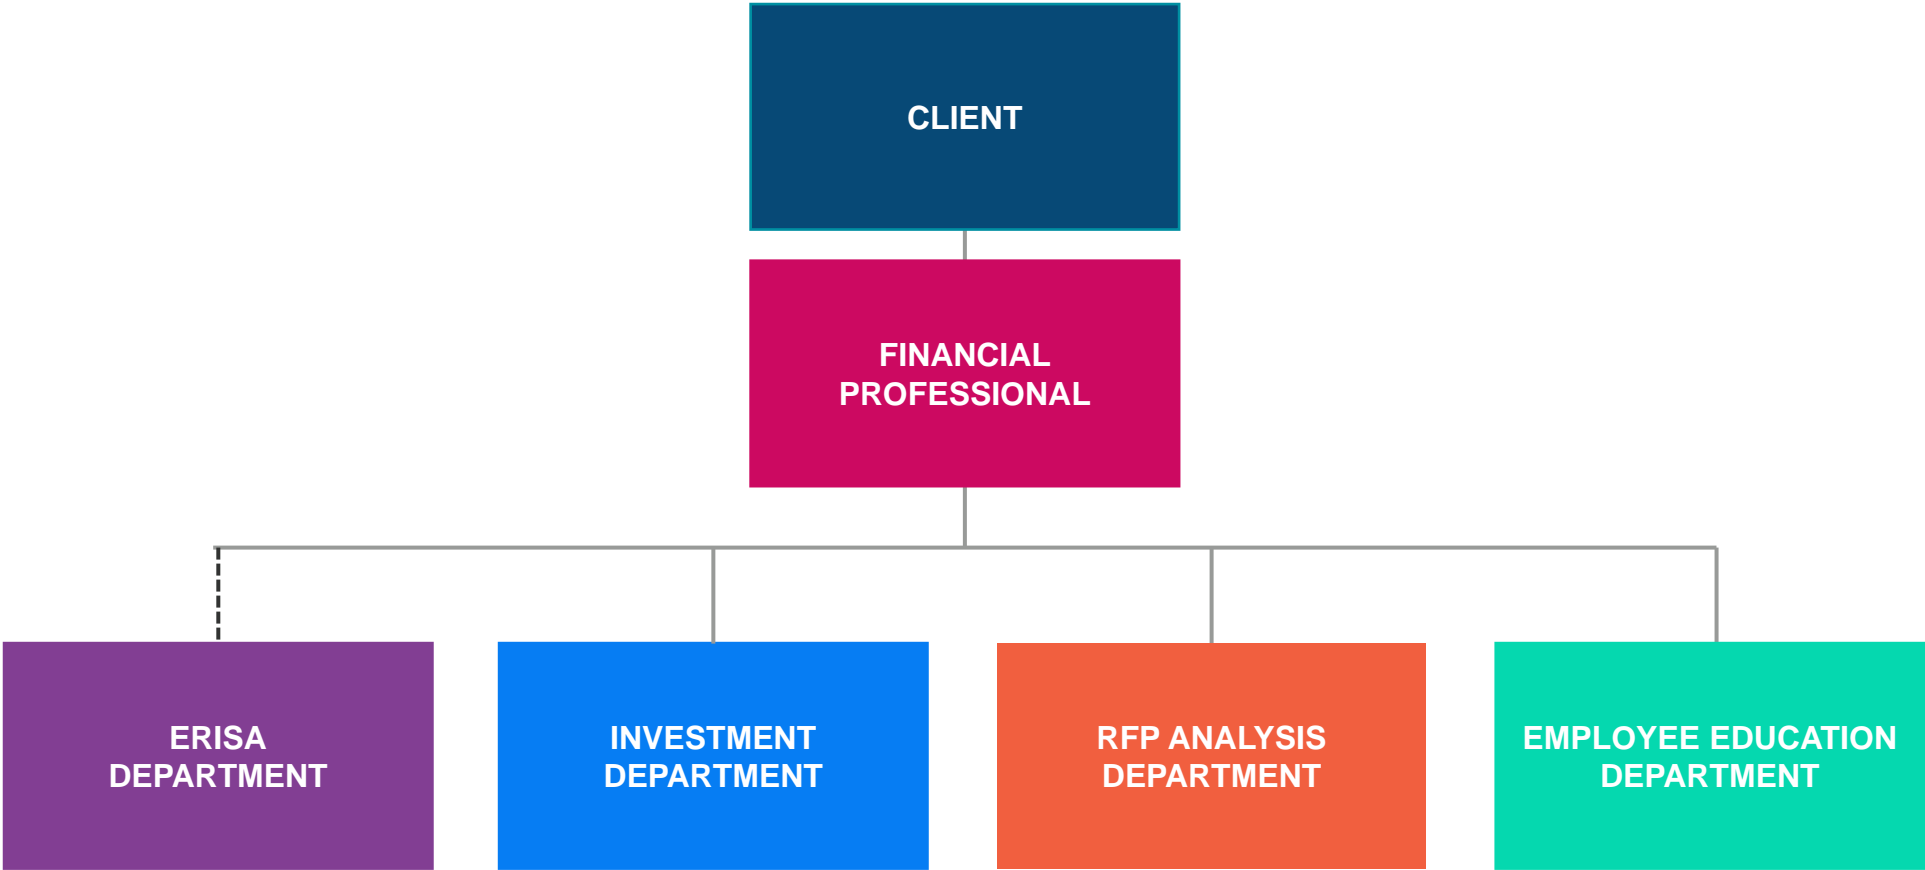 CLIENT
FINANCIAL
PROFESSIONAL
ERISA
DEPARTMENT
INVESTMENT
DEPARTMENT
RFP ANALYSIS
DEPARTMENT
EMPLOYEE EDUCATION
DEPARTMENT